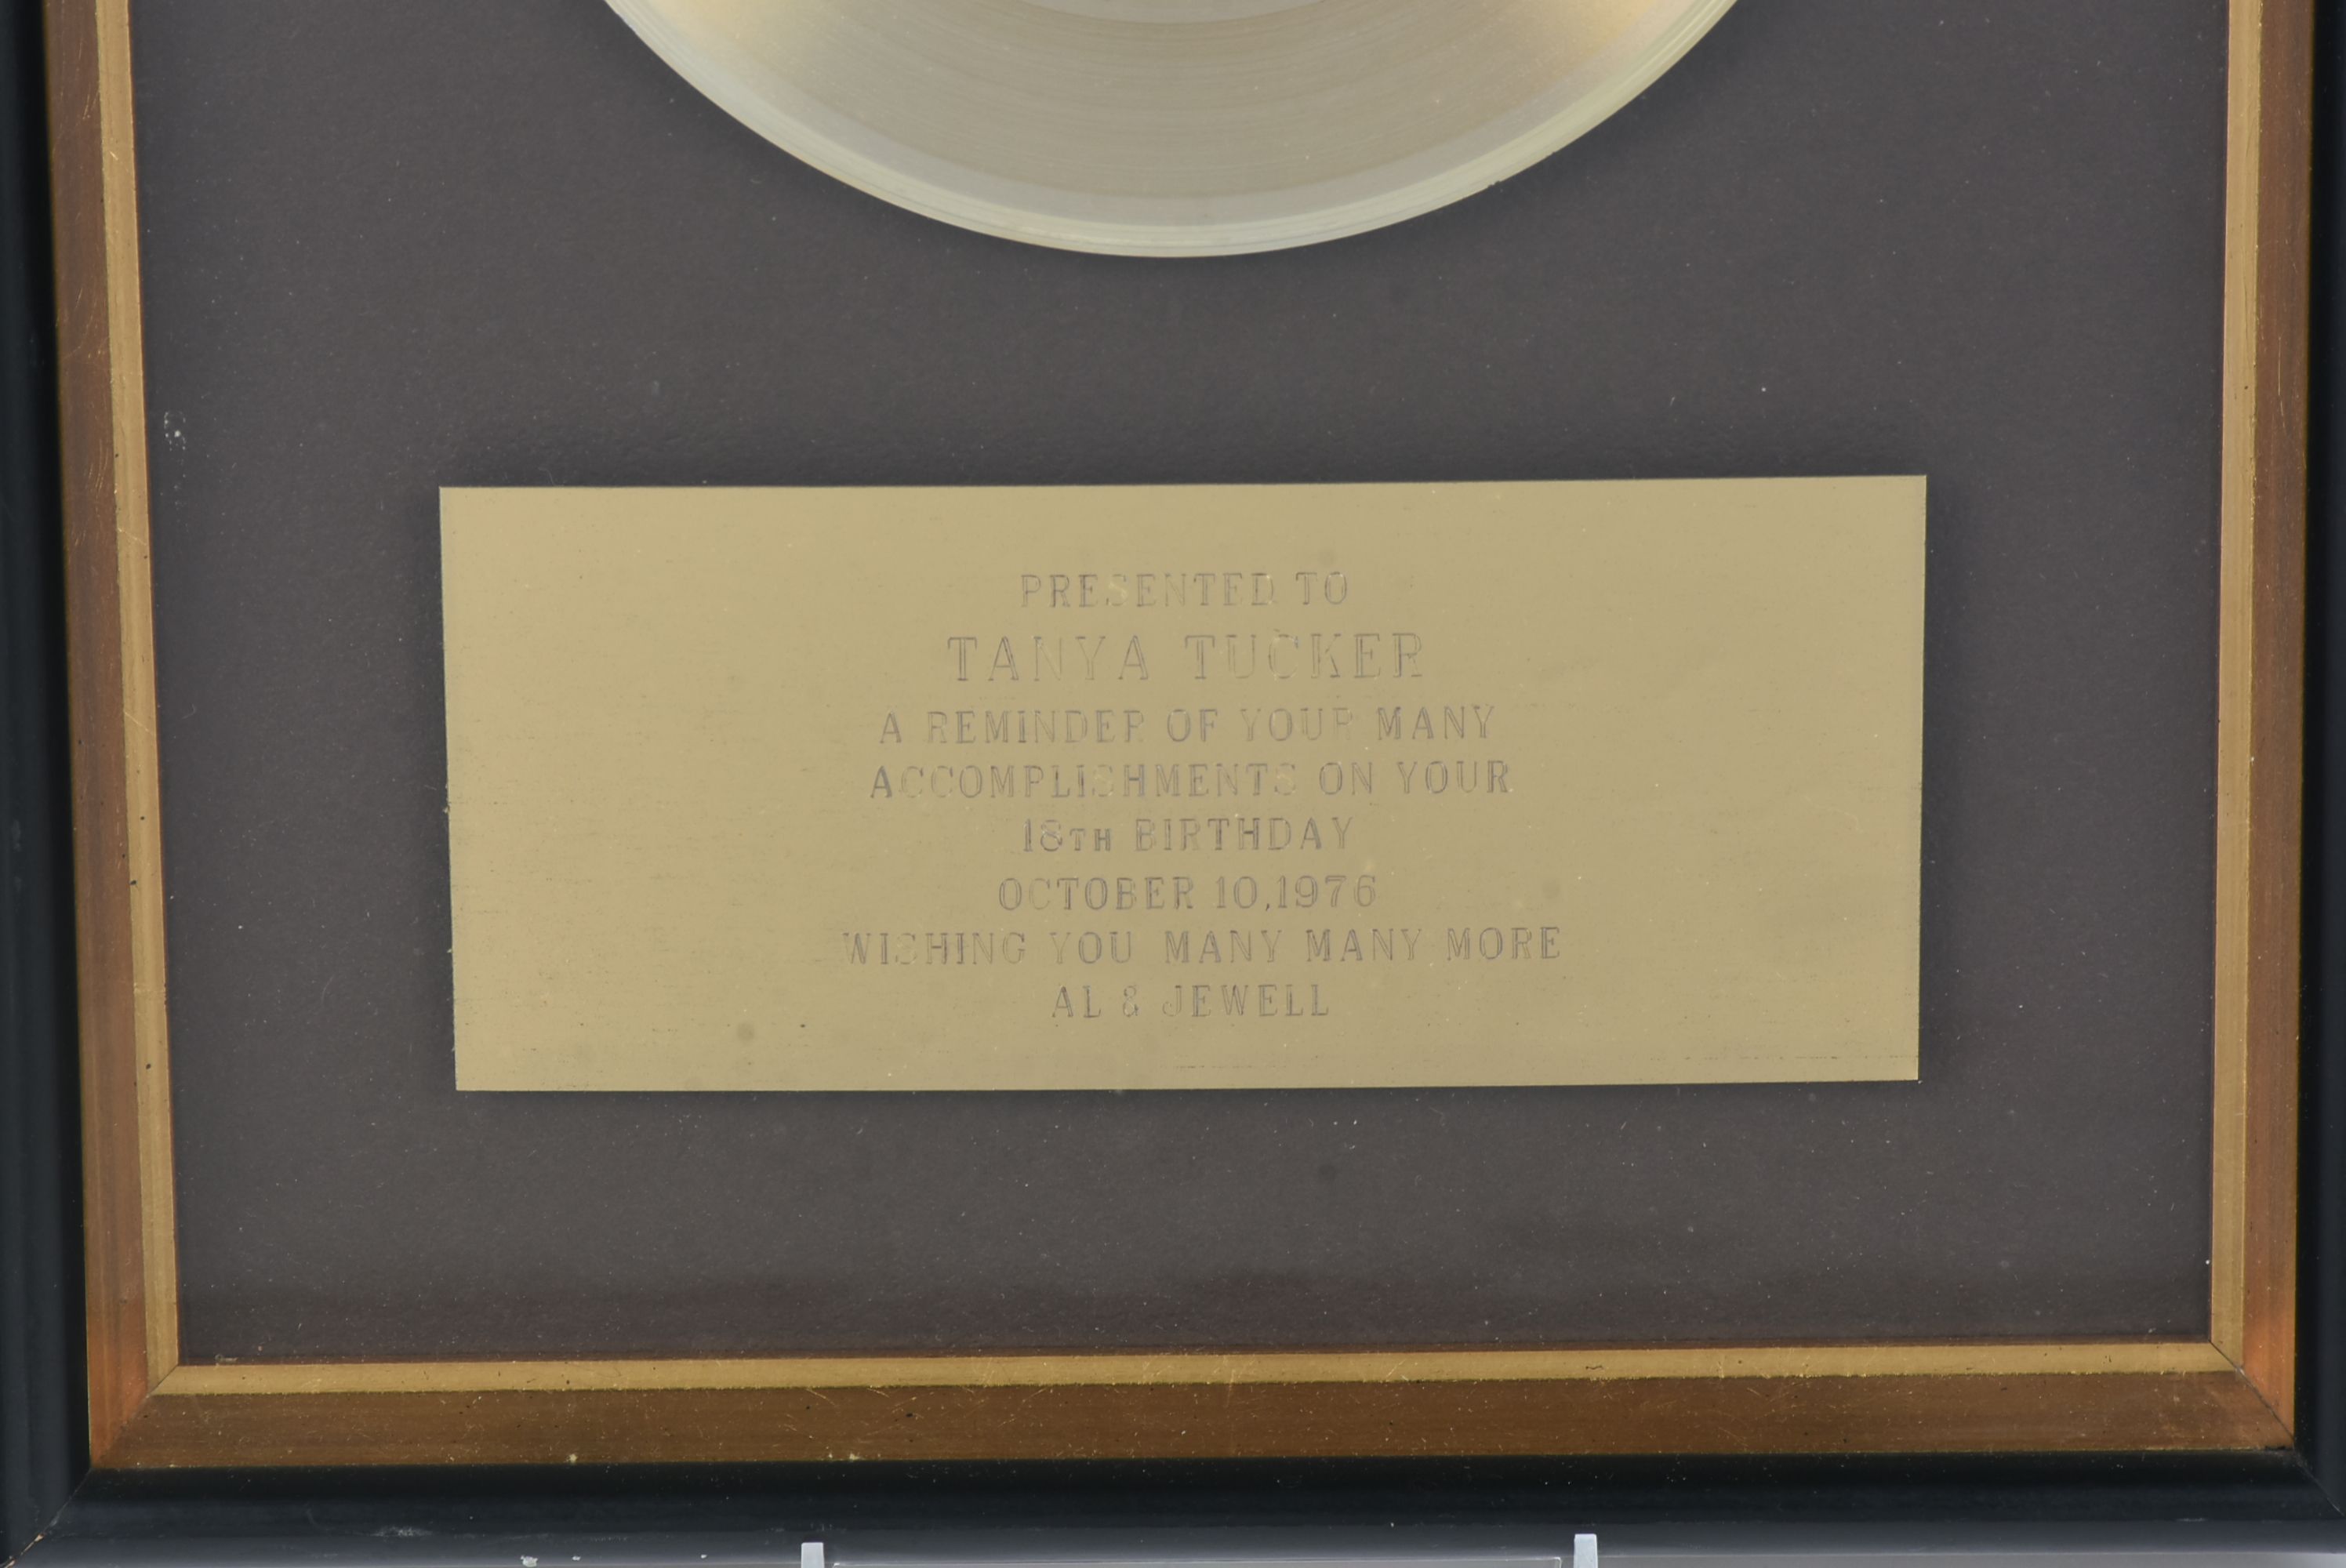 PRESENTED TO
TANYA TUCKER
A REMINDER OF YOUR MANY
ACCOMPLISHMENTS ON YOUR
18TH BIRTHDAY
OCTOBER 10,1976
WISHING YOU MANY MANY MORE
AL & JEWELL